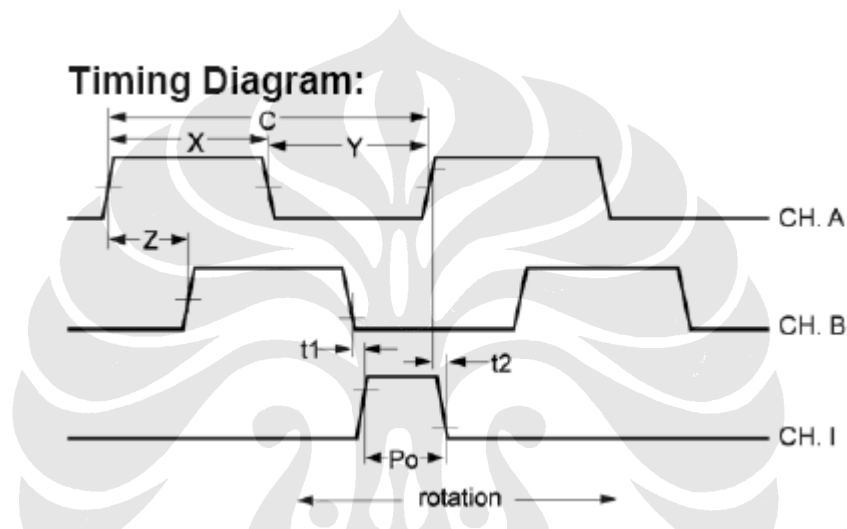 Timing Diagram:
C
X
Y
CH. A
Z
CH. B
t1
t2
CH. I
Po
rotation